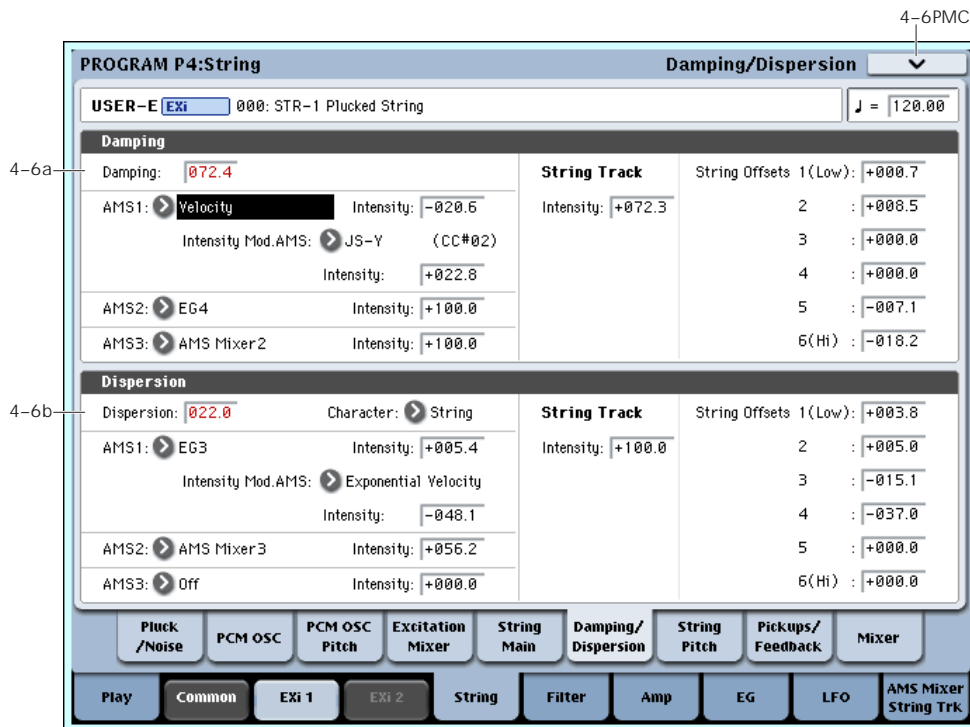 4-6PMC
PROGRAM P4:String Damping/Dispersion
USER-E EXi 000: STR-1 Plucked String ♩ = 120.00
Damping
4-6a
Damping: 072.4 String Track String Offsets 1(Low): +000.7
AMS1: Velocity Intensity: -020.6 Intensity: +072.3 2 : +008.5
Intensity Mod.AMS: JS-Y (CC#02) 3 : +000.0
Intensity: +022.8 4 : +000.0
AMS2: EG4 Intensity: +100.0 5 : -007.1
AMS3: AMS Mixer2 Intensity: +100.0 6(Hi) : -018.2
Dispersion
4-6b
Dispersion: 022.0 Character: String String Track String Offsets 1(Low): +003.8
AMS1: EG3 Intensity: +005.4 Intensity: +100.0 2 : +005.0
Intensity Mod.AMS: Exponential Velocity 3 : -015.1
Intensity: -048.1 4 : -037.0
AMS2: AMS Mixer3 Intensity: +056.2 5 : +000.0
AMS3: Off Intensity: +000.0 6(Hi) : +000.0
Pluck /Noise PCM OSC PCM OSC Pitch Excitation Mixer String Main Damping/ Dispersion String Pitch Pickups/ Feedback Mixer
Play Common EXi 1 EXi 2 String Filter Amp EG LFO AMS Mixer String Trk